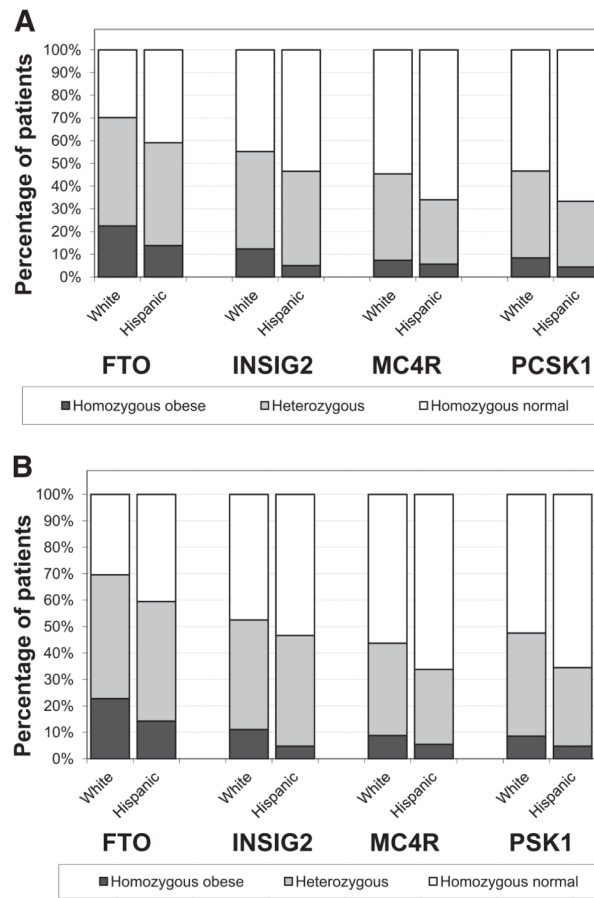 A
Percentage of patients
100%
90%
80%
70%
60%
50%
40%
30%
20%
10%
0%
White
Hispanic
White
Hispanic
White
Hispanic
White
Hispanic
FTO INSIG2 MC4R PCSK1
Homozygous obese Heterozygous Homozygous normal
B
Percentage of patients
100%
90%
80%
70%
60%
50%
40%
30%
20%
10%
0%
White
Hispanic
White
Hispanic
White
Hispanic
White
Hispanic
FTO INSIG2 MC4R PSK1
Homozygous obese Heterozygous Homozygous normal